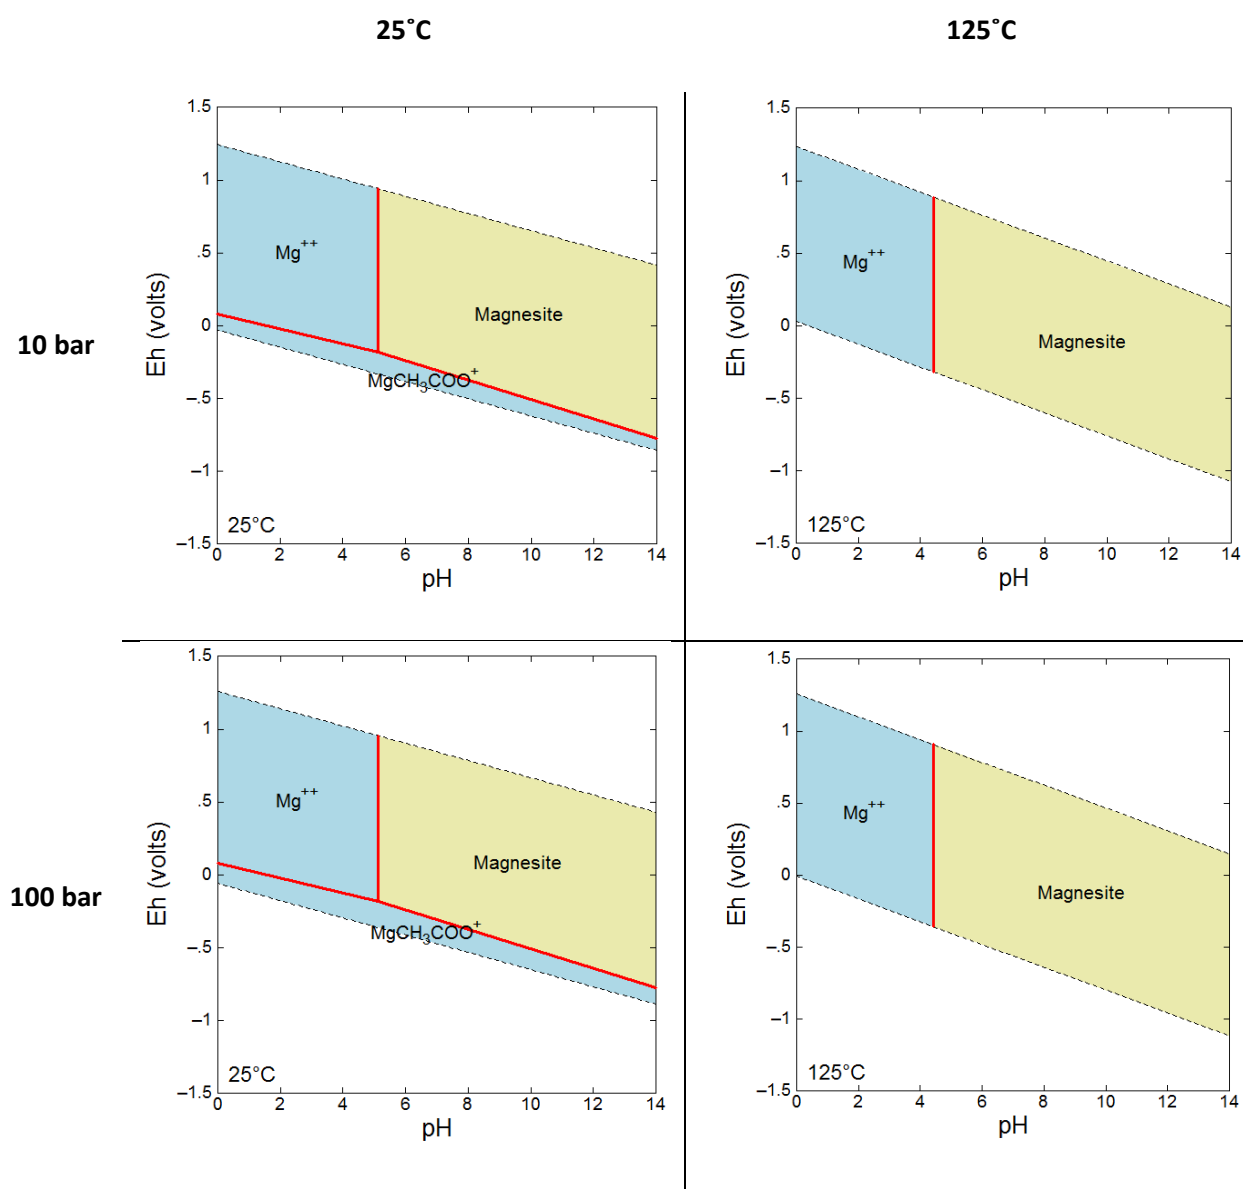 25˚C
125˚C
10 bar
1.5
1
.5
0
–.5
–1
–1.5
Eh (volts)
Mg++
Magnesite
MgCH3COO+
25°C
0 2 4 6 8 10 12 14
pH
1.5
1
.5
0
–.5
–1
–1.5
Eh (volts)
Mg++
Magnesite
125°C
0 2 4 6 8 10 12 14
pH
100 bar
1.5
1
.5
0
–.5
–1
–1.5
Eh (volts)
Mg++
Magnesite
MgCH3COO+
25°C
0 2 4 6 8 10 12 14
pH
1.5
1
.5
0
–.5
–1
–1.5
Eh (volts)
Mg++
Magnesite
125°C
0 2 4 6 8 10 12 14
pH